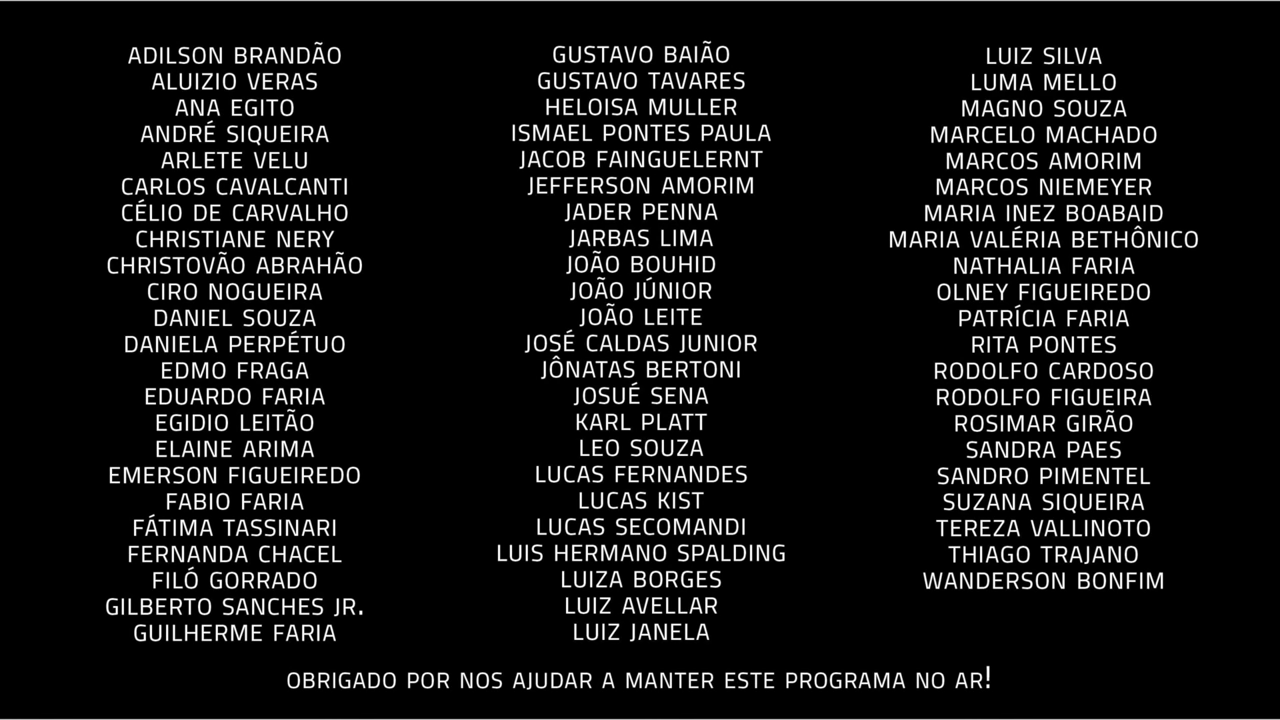 ADILSON BRANDÃO
ALUIZIO VERAS
ANA EGITO
ANDRÉ SIQUEIRA
ARLETE VELU
CARLOS CAVALCANTI
CÉLIO DE CARVALHO
CHRISTIANE NERY
CHRISTOVÃO ABRAHÃO
CIRO NOGUEIRA
DANIEL SOUZA
DANIELA PERPÉTUO
EDMO FRAGA
EDUARDO FARIA
EGIDIO LEITÃO
ELAINE ARIMA
EMERSON FIGUEIREDO
FABIO FARIA
FÁTIMA TASSINARI
FERNANDA CHACEL
FILÓ GORRADO
GILBERTO SANCHES JR.
GUILHERME FARIA
GUSTAVO BAIÃO
GUSTAVO TAVARES
HELOISA MULLER
ISMAEL PONTES PAULA
JACOB FAINGUELERNT
JEFFERSON AMORIM
JADER PENNA
JARBAS LIMA
JOÃO BOUHID
JOÃO JÚNIOR
JOÃO LEITE
JOSÉ CALDAS JUNIOR
JÔNATAS BERTONI
JOSUÉ SENA
KARL PLATT
LEO SOUZA
LUCAS FERNANDES
LUCAS KIST
LUCAS SECOMANDI
LUIS HERMANO SPALDING
LUIZA BORGES
LUIZ AVELLAR
LUIZ JANELA
LUIZ SILVA
LUMA MELLO
MAGNO SOUZA
MARCELO MACHADO
MARCOS AMORIM
MARCOS NIEMEYER
MARIA INEZ BOABAID
MARIA VALÉRIA BETHÔNICO
NATHALIA FARIA
OLNEY FIGUEIREDO
PATRÍCIA FARIA
RITA PONTES
RODOLFO CARDOSO
RODOLFO FIGUEIRA
ROSIMAR GIRÃO
SANDRA PAES
SANDRO PIMENTEL
SUZANA SIQUEIRA
TEREZA VALLINOTO
THIAGO TRAJANO
WANDERSON BONFIM
OBRIGADO POR NOS AJUDAR A MANTER ESTE PROGRAMA NO AR!